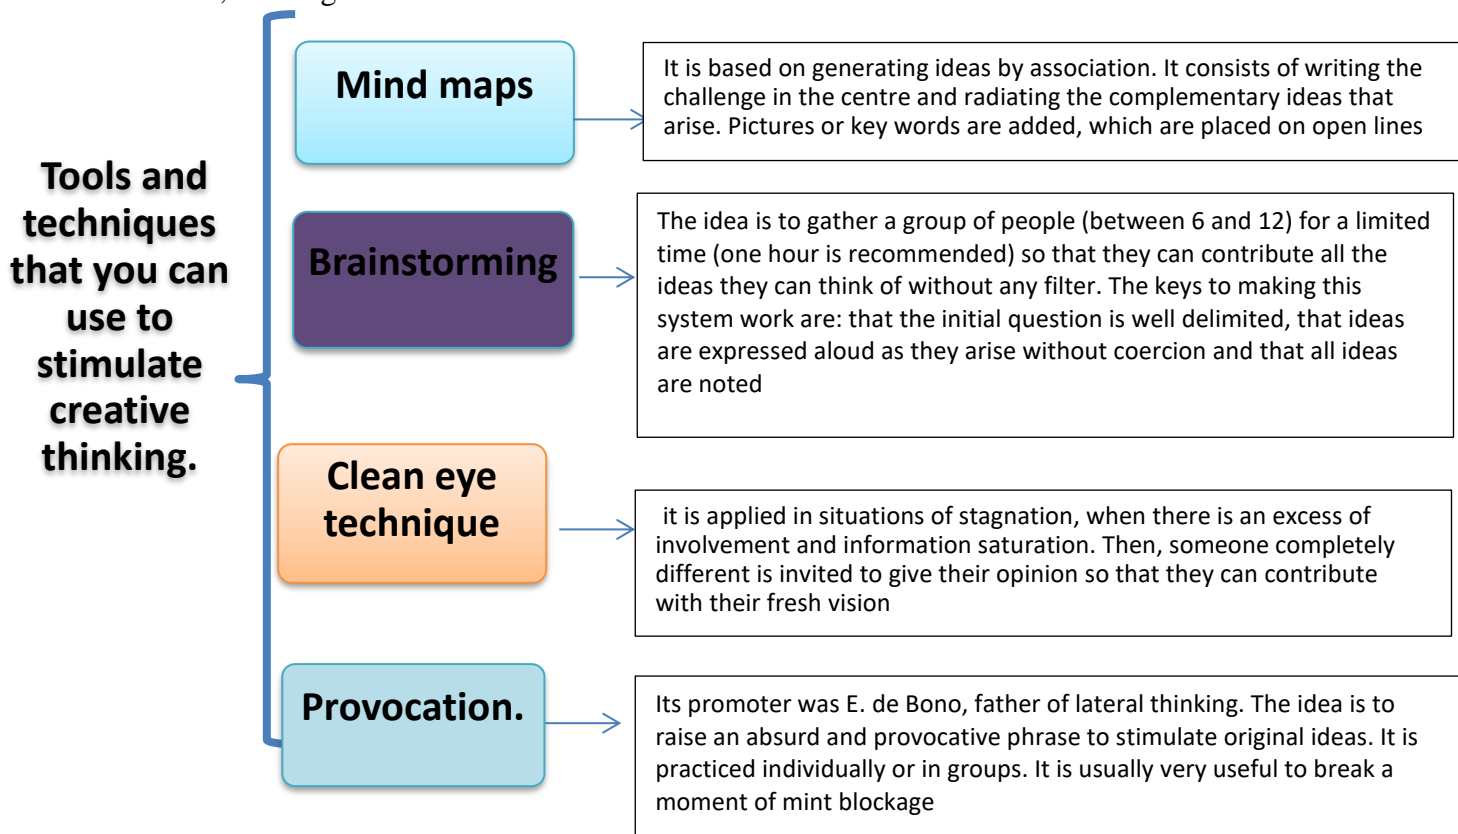 Tools and
techniques
that you can
use to
stimulate
creative
thinking.
Mind maps
It is based on generating ideas by association. It consists of writing the
challenge in the centre and radiating the complementary ideas that
arise. Pictures or key words are added, which are placed on open lines
Brainstorming
The idea is to gather a group of people (between 6 and 12) for a limited
time (one hour is recommended) so that they can contribute all the
ideas they can think of without any filter. The keys to making this
system work are: that the initial question is well delimited, that ideas
are expressed aloud as they arise without coercion and that all ideas
are noted
Clean eye
technique
it is applied in situations of stagnation, when there is an excess of
involvement and information saturation. Then, someone completely
different is invited to give their opinion so that they can contribute
with their fresh vision
Provocation.
Its promoter was E. de Bono, father of lateral thinking. The idea is to
raise an absurd and provocative phrase to stimulate original ideas. It is
practiced individually or in groups. It is usually very useful to break a
moment of mint blockage